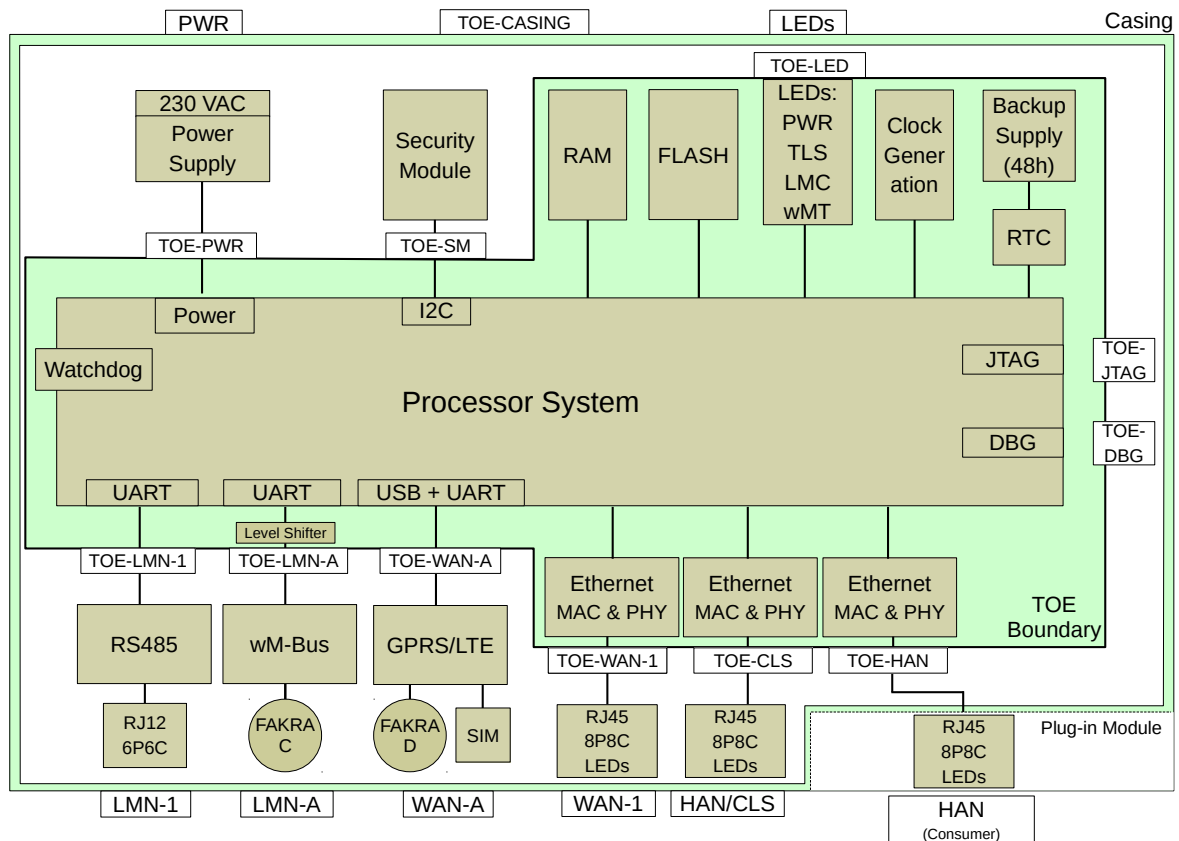 PWR
TOE-CASING
LEDs
Casing
TOE-LED
230 VAC
Power
Supply
Security
Module
RAM
FLASH
LEDs:
PWR
TLS
LMC
wMT
Clock
Gener
ation
Backup
Supply
(48h)
RTC
TOE-PWR
TOE-SM
Power
I2C
Watchdog
Processor System
JTAG
TOE-
JTAG
DBG
TOE-
DBG
UART
UART
USB + UART
Level Shifter
TOE-LMN-1
TOE-LMN-A
TOE-WAN-A
Ethernet
MAC & PHY
Ethernet
MAC & PHY
Ethernet
MAC & PHY
TOE
Boundary
RS485
wM-Bus
GPRS/LTE
TOE-WAN-1
TOE-CLS
TOE-HAN
RJ12
6P6C
FAKRA
C
FAKRA
D
SIM
RJ45
8P8C
LEDs
RJ45
8P8C
LEDs
RJ45
8P8C
LEDs
Plug-in Module
LMN-1
LMN-A
WAN-A
WAN-1
HAN/CLS
HAN
(Consumer)